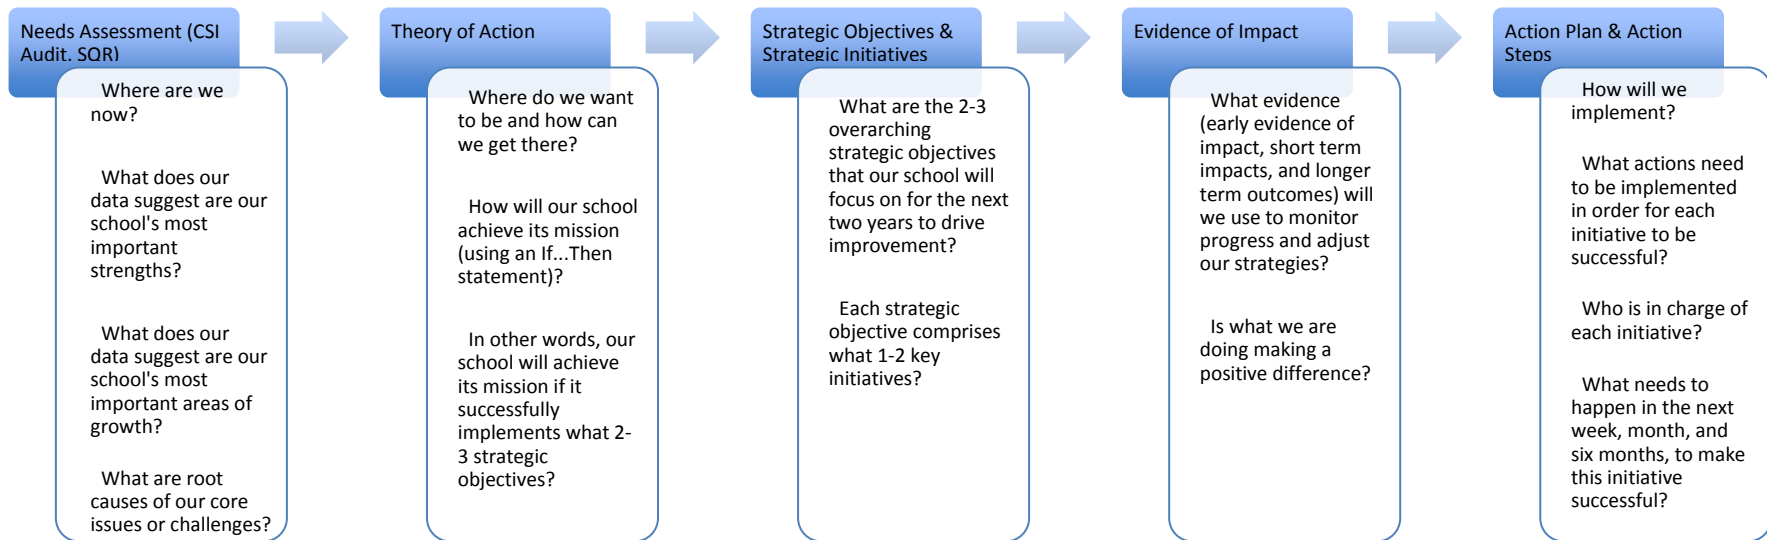 Needs Assessment (CSI
Audit, SQR)
Where are we
now?
What does our
data suggest are our
school's most
important
strengths?
What does our
data suggest are our
school's most
important areas of
growth?
What are root
causes of our core
issues or challenges?
Theory of Action
Where do we want
to be and how can
we get there?
How will our school
achieve its mission
(using an If...Then
statement)?
In other words, our
school will achieve
its mission if it
successfully
implements what 2-
3 strategic
objectives?
Strategic Objectives &
Strategic Initiatives
What are the 2-3
overarching
strategic objectives
that our school will
focus on for the next
two years to drive
improvement?
Each strategic
objective comprises
what 1-2 key
initiatives?
Evidence of Impact
What evidence
(early evidence of
impact, short term
impacts, and longer
term outcomes) will
we use to monitor
progress and adjust
our strategies?
Is what we are
doing making a
positive difference?
Action Plan & Action
Steps
How will we
implement?
What actions need
to be implemented
in order for each
initiative to be
successful?
Who is in charge of
each initiative?
What needs to
happen in the next
week, month, and
six months, to make
this initiative
successful?